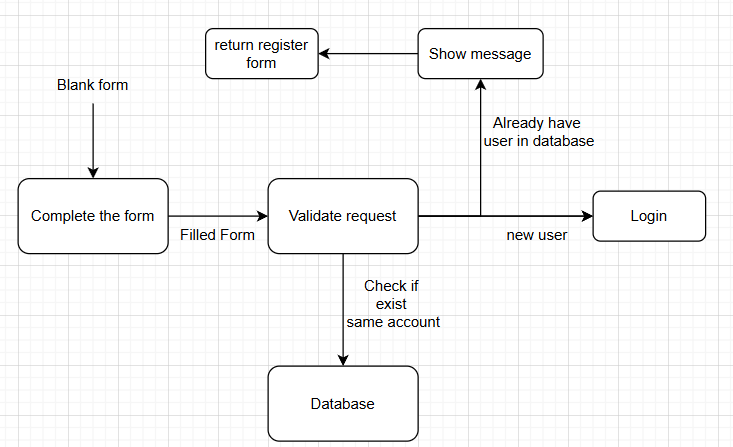 return register
form
Show message
Blank form
Already have
user in database
Complete the form
Filled Form
Validate request
new user
Login
Check if
exist
same account
Database